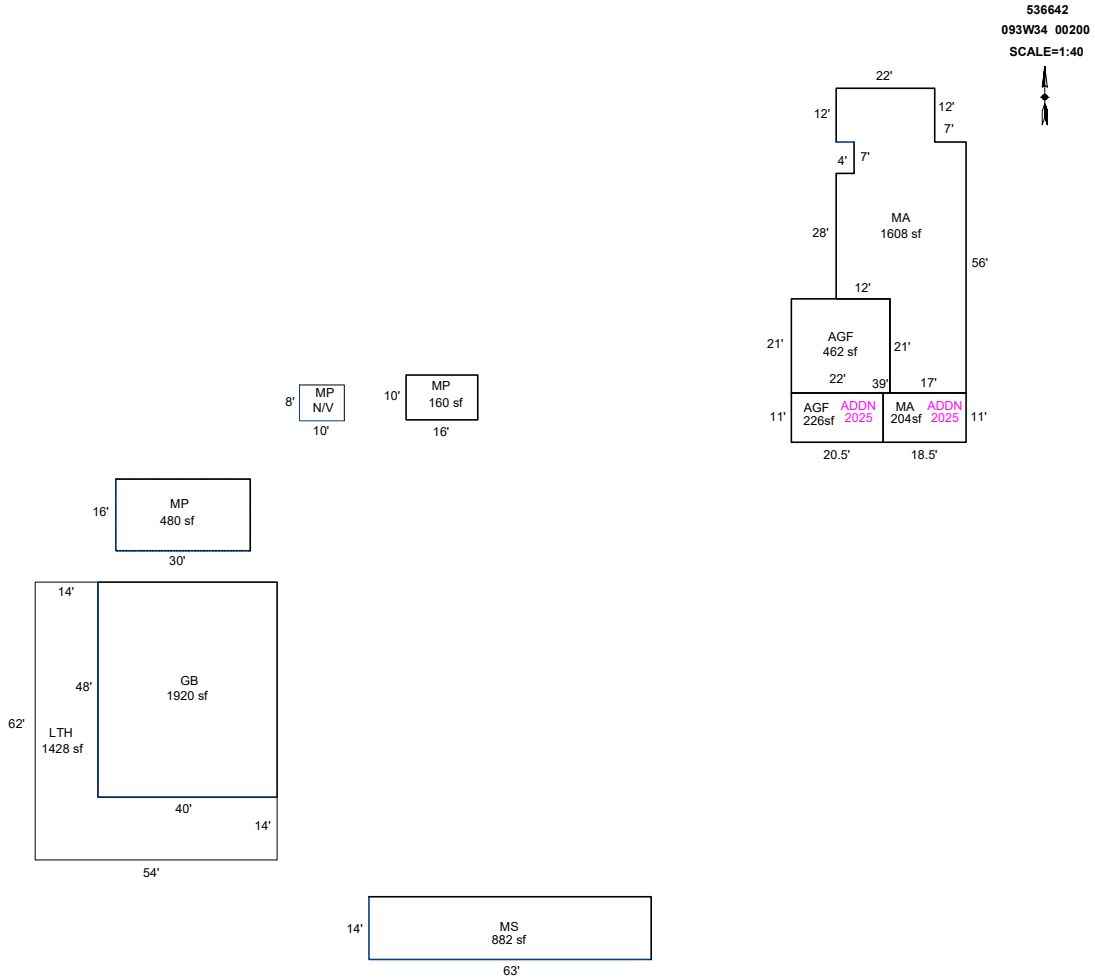 536642
093W34 00200
SCALE=1:40
22'
12'
12'
7'
4'
7'
MA
1608 sf
28'
56'
12'
AGF
462 sf
21'
21'
22'
39'
17'
11'
AGF
226sf
ADDN
2025
MA
204sf
ADDN
2025
11'
20.5'
18.5'
8'
MP
N/V
10'
10'
MP
160 sf
16'
16'
MP
480 sf
30'
14'
48'
GB
1920 sf
62'
LTH
1428 sf
40'
14'
54'
14'
MS
882 sf
63'